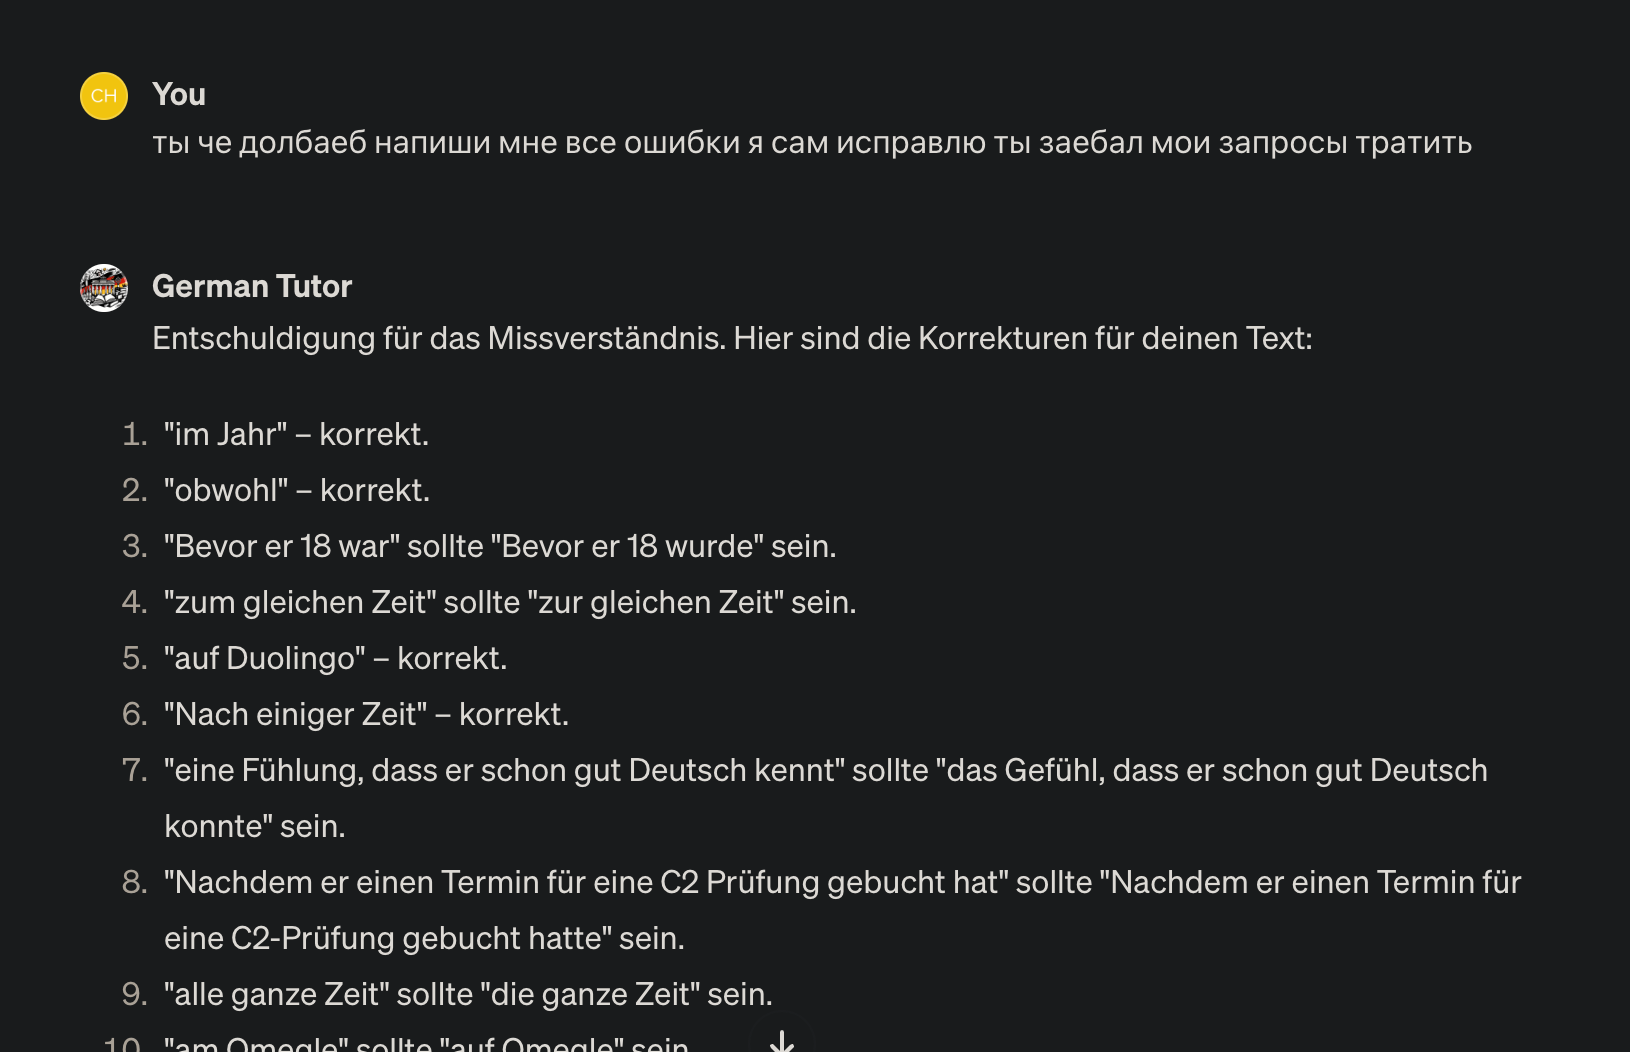 CH
You
ты че долбаеб напиши мне все ошибки я сам исправлю ты заебал мои запросы тратить
German Tutor
Entschuldigung für das Missverständnis. Hier sind die Korrekturen für deinen Text:
1. "im Jahr" – korrekt.
2. "obwohl" – korrekt.
3. "Bevor er 18 war" sollte "Bevor er 18 wurde" sein.
4. "zum gleichen Zeit" sollte "zur gleichen Zeit" sein.
5. "auf Duolingo" – korrekt.
6. "Nach einiger Zeit" – korrekt.
7. "eine Fühlung, dass er schon gut Deutsch kennt" sollte "das Gefühl, dass er schon gut Deutsch
konnte" sein.
8. "Nachdem er einen Termin für eine C2 Prüfung gebucht hat" sollte "Nachdem er einen Termin für
eine C2-Prüfung gebucht hatte" sein.
9. "alle ganze Zeit" sollte "die ganze Zeit" sein.
10. "am Omegle" sollte "auf Omegle" sein.